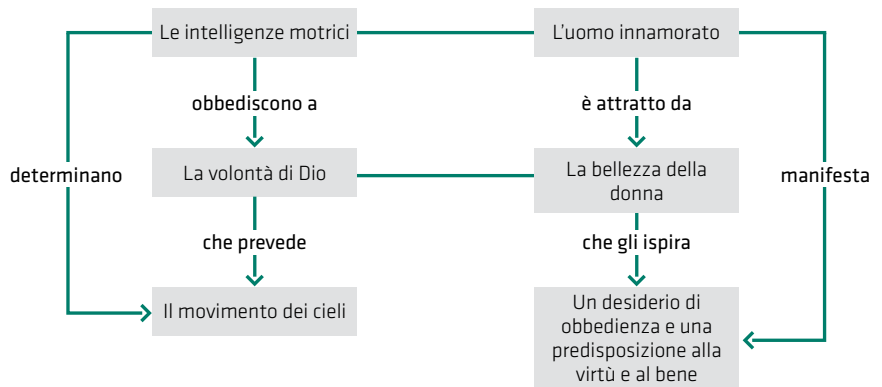 Le intelligenze motrici
L'uomo innamorato
obbediscono a
è attratto da
determano
La volontà di Dio
La bellezza della
donna
manifesta
che prevede
che gli ispira
Il movimento dei cieli
Un desiderio di
obbedienza e una
predisposizione alla
virtù e al bene